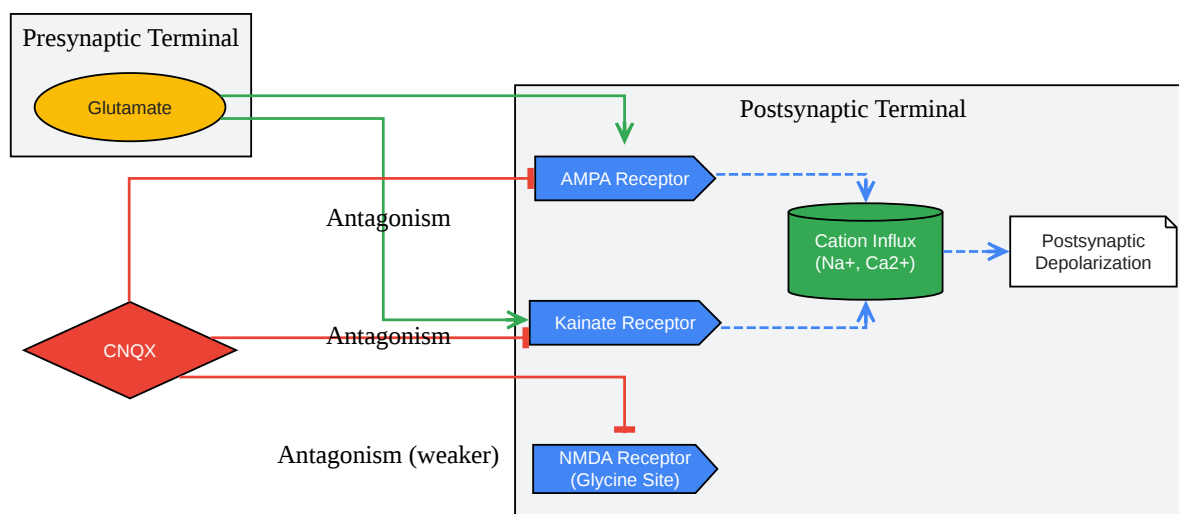 Presynaptic Terminal
Glutamate
Postsynaptic Terminal
AMPA Receptor
Antagonism
Cation Influx
(Na+, Ca2+)
Postsynaptic
Depolarization
Kainate Receptor
Antagonism
CNQX
Antagonism (weaker)
NMDA Receptor
(Glycine Site)